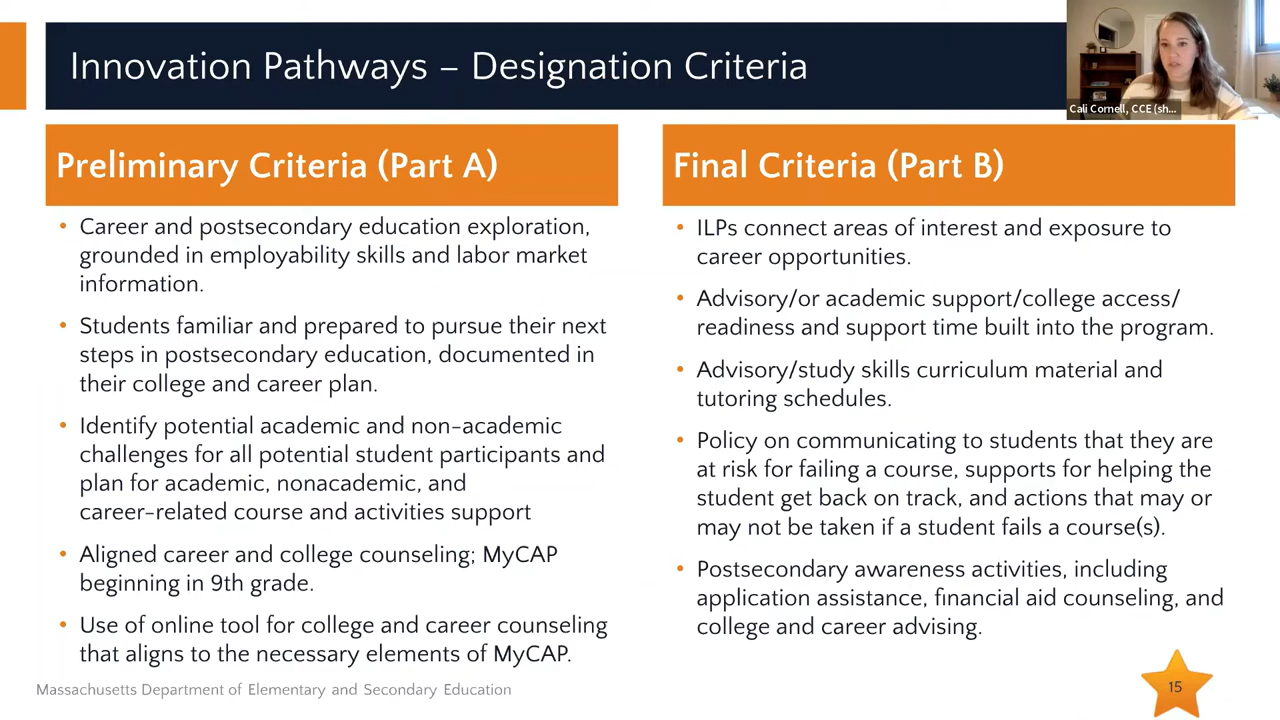 Innovation Pathways – Designation Criteria
Cali Cornell, CCE (sh...
Preliminary Criteria (Part A)
• Career and postsecondary education exploration,
grounded in employability skills and labor market
information.
• Students familiar and prepared to pursue their next
steps in postsecondary education, documented in
their college and career plan.
• Identify potential academic and non-academic
challenges for all potential student participants and
plan for academic, nonacademic, and
career-related course and activities support
• Aligned career and college counseling; MyCAP
beginning in 9th grade.
• Use of online tool for college and career counseling
that aligns to the necessary elements of MyCAP.
Final Criteria (Part B)
• ILPs connect areas of interest and exposure to
career opportunities.
• Advisory/or academic support/college access/
readiness and support time built into the program.
• Advisory/study skills curriculum material and
tutoring schedules.
• Policy on communicating to students that they are
at risk for failing a course, supports for helping the
student get back on track, and actions that may or
may not be taken if a student fails a course(s).
• Postsecondary awareness activities, including
application assistance, financial aid counseling, and
college and career advising.
Massachusetts Department of Elementary and Secondary Education
15